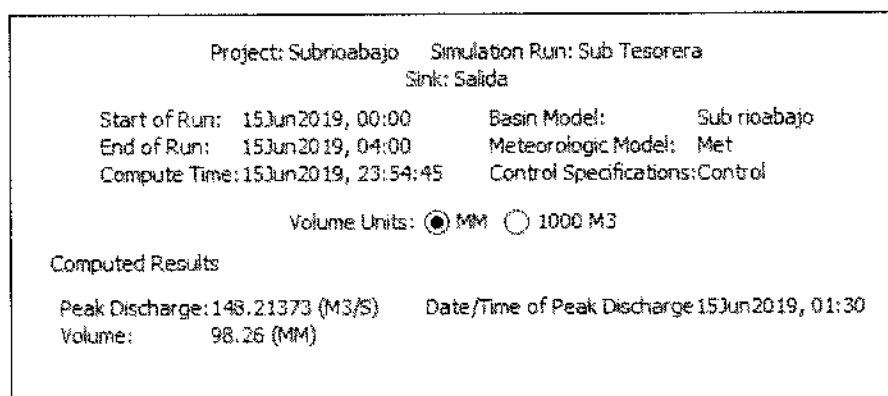 Project: Subrioabajo Simulation Run: Sub Tesorera
Sink: Salida
Start of Run: 15Jun2019, 00:00 Basin Model: Sub rioabajo
End of Run: 15Jun2019, 04:00 Meteorologic Model: Met
Compute Time: 15Jun2019, 23:54:45 Control Specifications: Control
Volume Units: MM 1000 M3
Computed Results
Peak Discharge: 148.21373 (M3/S) Date/Time of Peak Discharge 15Jun2019, 01:30
Volume: 98.26 (MM)